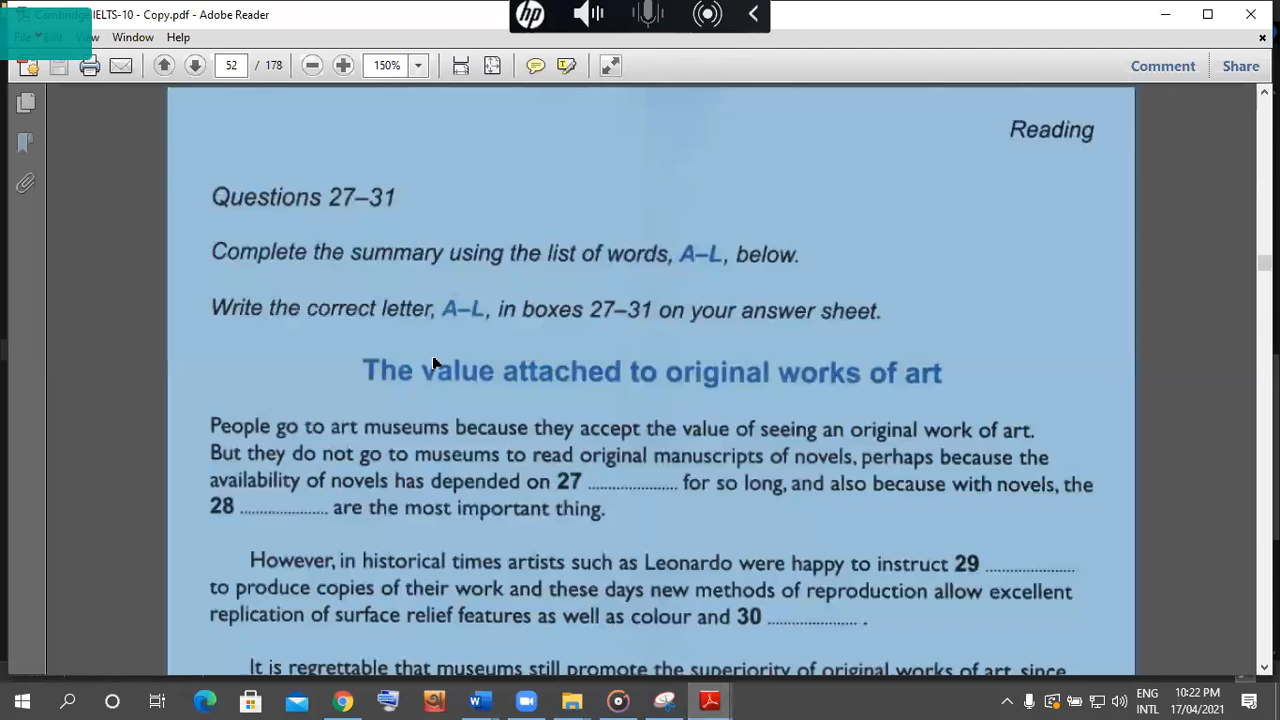 Cambridge IELTS-10 - Copy.pdf - Adobe Reader
hp
File Edit View Window Help
52 / 178 150% Comment Share
Reading
Questions 27–31
Complete the summary using the list of words, A–L, below.
Write the correct letter, A–L, in boxes 27–31 on your answer sheet.
The value attached to original works of art
People go to art museums because they accept the value of seeing an original work of art.
But they do not go to museums to read original manuscripts of novels, perhaps because the
availability of novels has depended on 27 .................... for so long, and also because with novels, the
28 .................... are the most important thing.
However, in historical times artists such as Leonardo were happy to instruct 29 ....................
to produce copies of their work and these days new methods of reproduction allow excellent
replication of surface relief features as well as colour and 30 .................... .
It is regrettable that museums still promote the superiority of original works of art, since
ENG 10:22 PM
INTL 17/04/2021